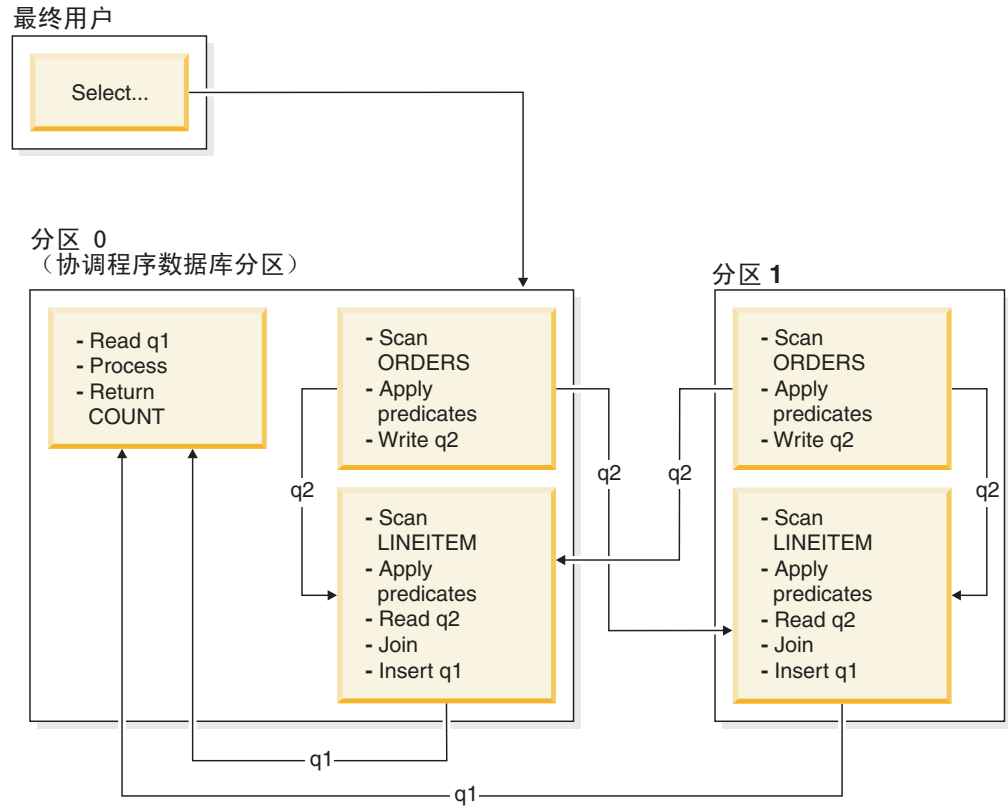 最终用户
Select...
分区 0
（协调程序数据库分区）
- Read q1
- Process
- Return
COUNT
- Scan
ORDERS
- Apply
predicates
- Write q2
q2
q2
- Scan
LINEITEM
- Apply
predicates
- Read q2
- Join
- Insert q1
分区 1
- Scan
ORDERS
- Apply
predicates
- Write q2
q2
q2
- Scan
LINEITEM
- Apply
predicates
- Read q2
- Join
- Insert q1
q1
q1